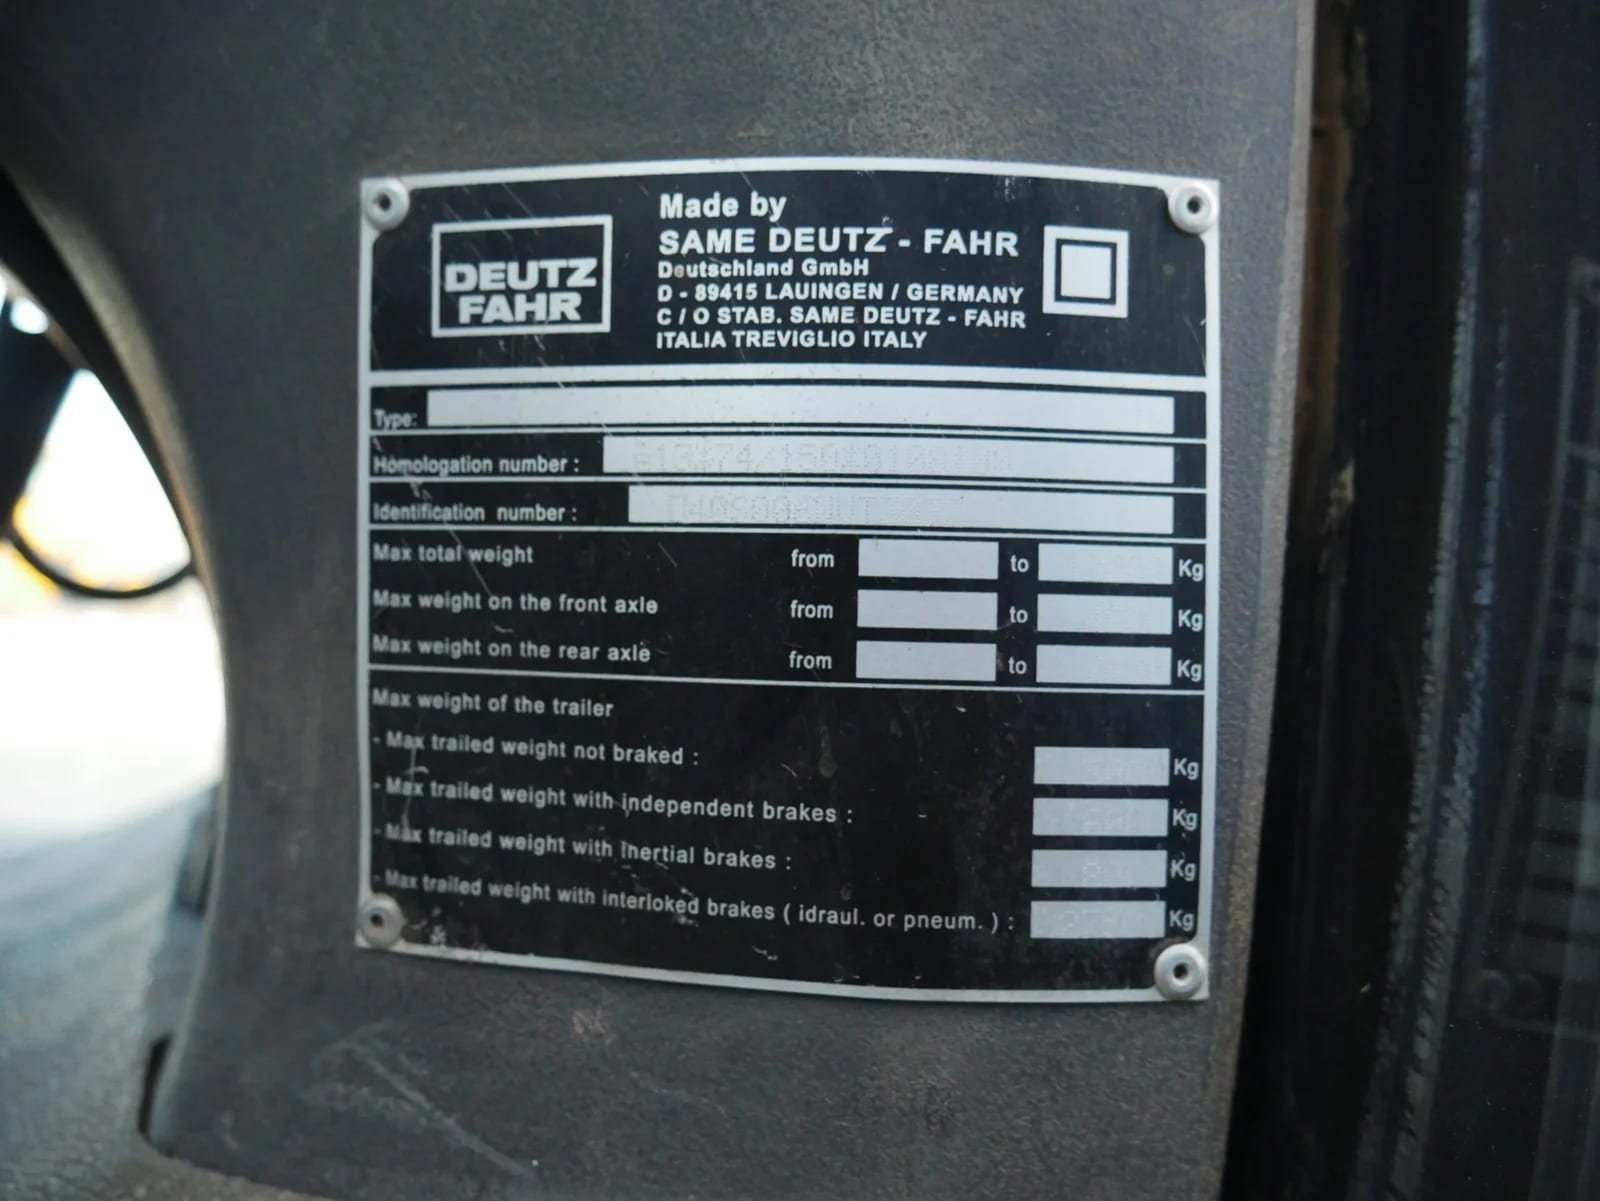 DEUTZ
FAHR
Made by
SAME DEUTZ - FAHR
Deutschland GmbH
D - 89415 LAUINGEN / GERMANY
C / O STAB. SAME DEUTZ - FAHR
ITALIA TREVIGLIO ITALY
Type:
Homologation number :
Identification number :
Max total weight from to Kg
Max weight on the front axle from to Kg
Max weight on the rear axle from to Kg
Max weight of the trailer
- Max trailed weight not braked : Kg
- Max trailed weight with independent brakes : Kg
- Max trailed weight with inertial brakes : Kg
- Max trailed weight with interloked brakes ( idraul. or pneum. ) : Kg